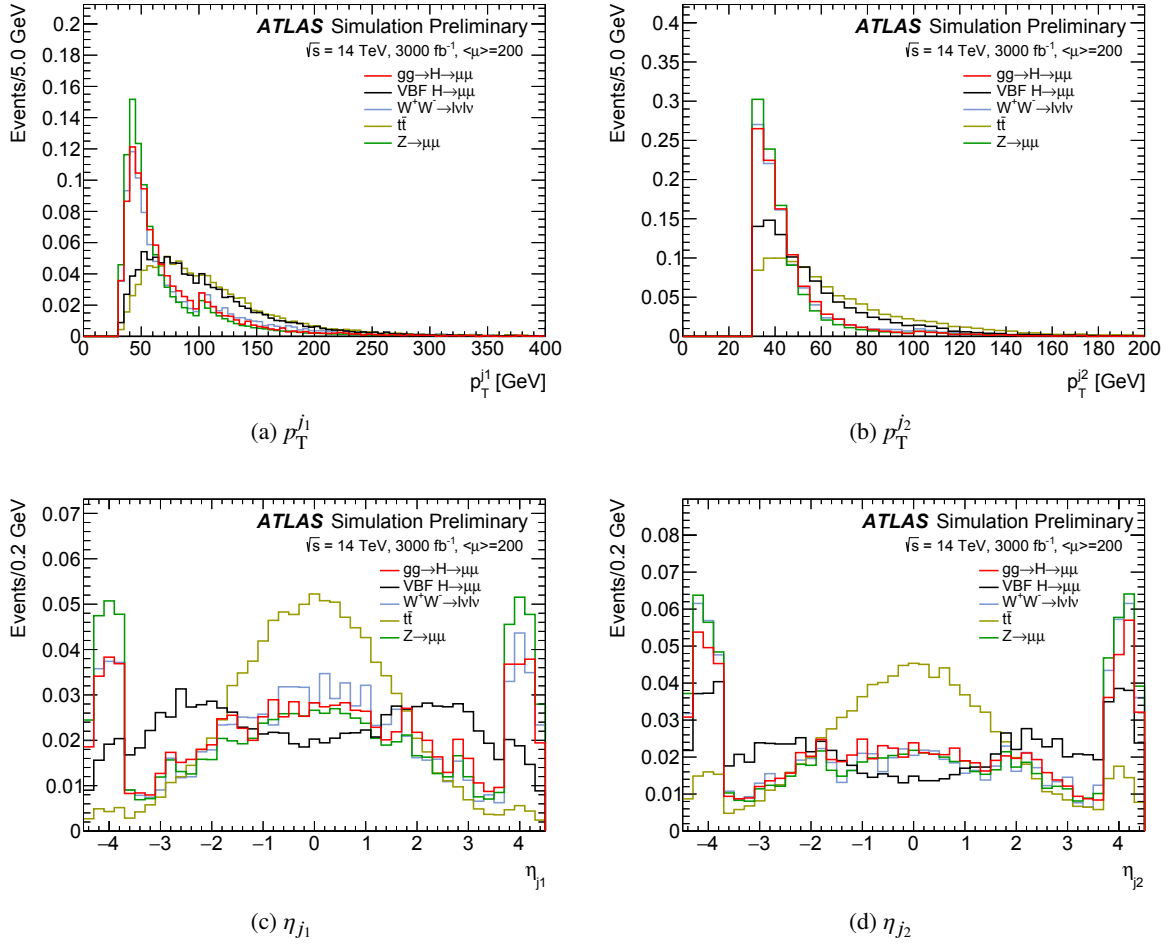 Events/5.0 GeV
0.2
0.18
0.16
0.14
0.12
0.1
0.08
0.06
0.04
0.02
0
ATLAS Simulation Preliminary
√s = 14 TeV, 3000 fb⁻¹, <μ>=200
gg→H→μμ
VBF H→μμ
W⁺W⁻→lνlν
tt̄
Z→μμ
0 50 100 150 200 250 300 350 400
p_T^j1 [GeV]
(a) p_T^j₁
Events/5.0 GeV
0.4
0.35
0.3
0.25
0.2
0.15
0.1
0.05
0
ATLAS Simulation Preliminary
√s = 14 TeV, 3000 fb⁻¹, <μ>=200
gg→H→μμ
VBF H→μμ
W⁺W⁻→lνlν
tt̄
Z→μμ
0 20 40 60 80 100 120 140 160 180 200
p_T^j2 [GeV]
(b) p_T^j₂
Events/0.2 GeV
0.07
0.06
0.05
0.04
0.03
0.02
0.01
0
ATLAS Simulation Preliminary
√s = 14 TeV, 3000 fb⁻¹, <μ>=200
gg→H→μμ
VBF H→μμ
W⁺W⁻→lνlν
tt̄
Z→μμ
−4 −3 −2 −1 0 1 2 3 4
η_j1
(c) η_j₁
Events/0.2 GeV
0.08
0.07
0.06
0.05
0.04
0.03
0.02
0.01
0
ATLAS Simulation Preliminary
√s = 14 TeV, 3000 fb⁻¹, <μ>=200
gg→H→μμ
VBF H→μμ
W⁺W⁻→lνlν
tt̄
Z→μμ
−4 −3 −2 −1 0 1 2 3 4
η_j2
(d) η_j₂